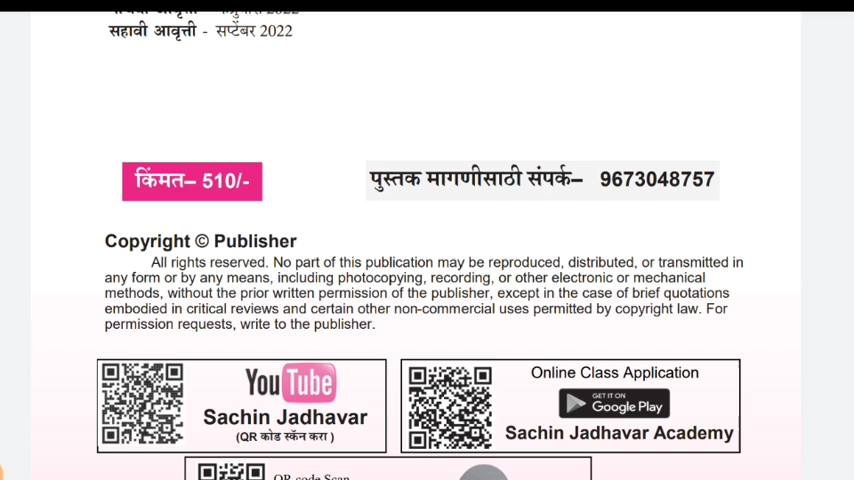 सहावी आवृत्ती - सप्टेंबर 2022
किंमत– 510/-
पुस्तक मागणीसाठी संपर्क– 9673048757
Copyright © Publisher
All rights reserved. No part of this publication may be reproduced, distributed, or transmitted in
any form or by any means, including photocopying, recording, or other electronic or mechanical
methods, without the prior written permission of the publisher, except in the case of brief quotations
embodied in critical reviews and certain other non-commercial uses permitted by copyright law. For
permission requests, write to the publisher.
YouTube
Sachin Jadhavar
(QR कोड स्कॅन करा )
Online Class Application
GET IT ON
Google Play
Sachin Jadhavar Academy
QR code Scan